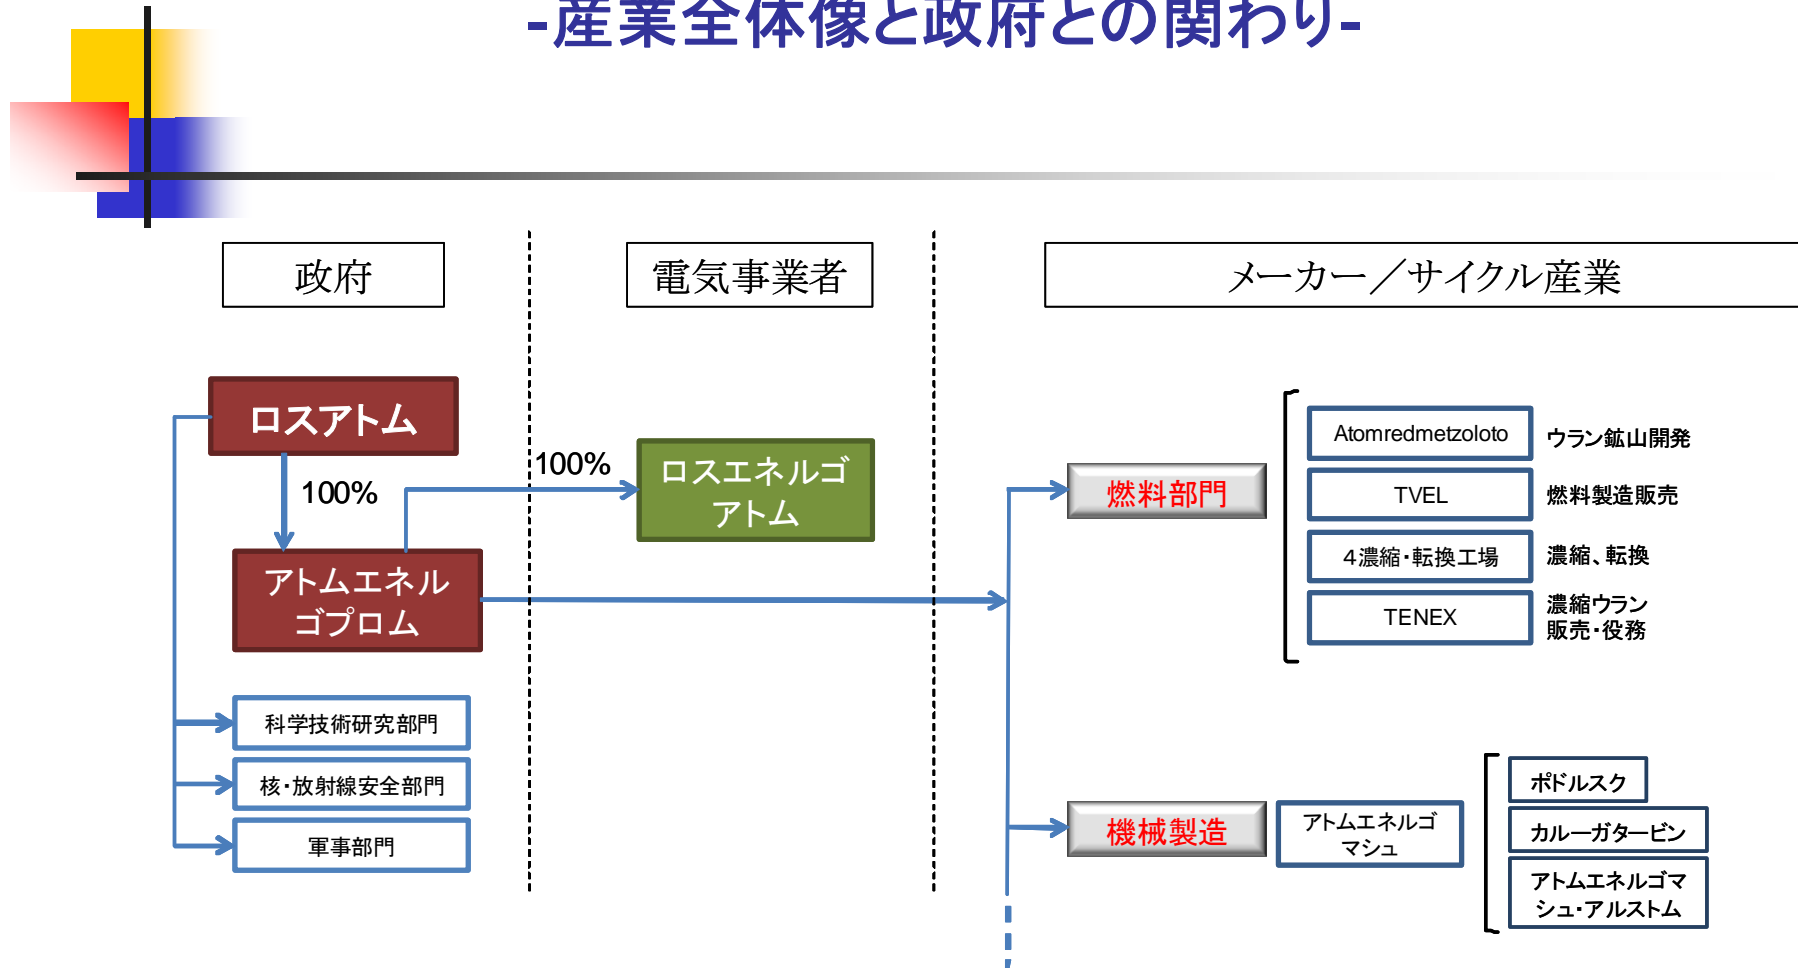 -産業全体像と政府との関わり-
政府
電気事業者
メーカー／サイクル産業
ロスアトム
100%
アトムエネル
ゴプロム
科学技術研究部門
核・放射線安全部門
軍事部門
100%
ロスエネルゴ
アトム
燃料部門
Atomredmetzoloto
ウラン鉱山開発
TVEL
燃料製造販売
４濃縮・転換工場
濃縮、転換
TENEX
濃縮ウラン
販売・役務
機械製造
アトムエネルゴ
マシュ
ポドルスク
カルーガタービン
アトムエネルゴマ
シュ・アルストム